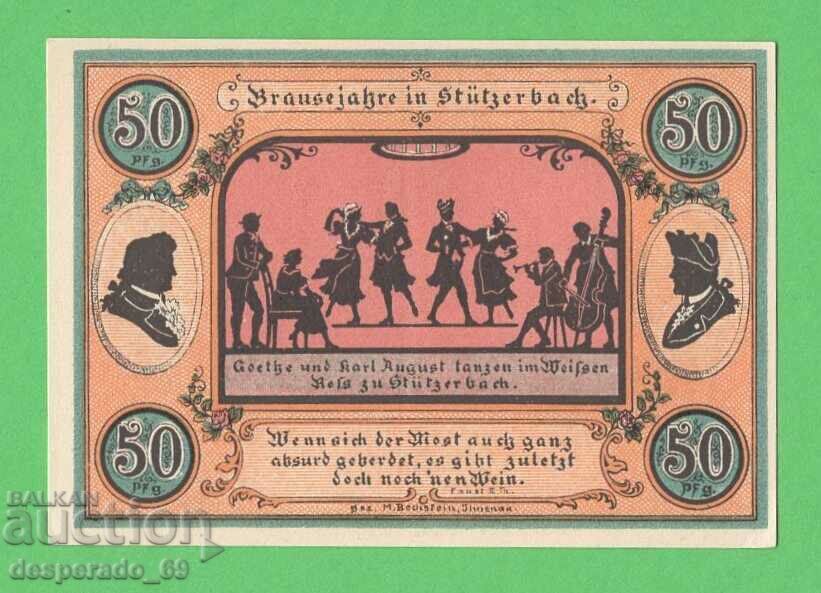 Brausejahre in Stützerbach.
50 Pfg.
50 Pfg.
Goethe und Karl August tanzen im Weißen
Ross zu Stützerbach.
Wenn sich der Most auch ganz
absurd geberdet, es gibt zuletzt
doch noch 'nen Wein.
Faust II. Th.
50 Pfg.
50 Pfg.
gez. M. Bechstein, Ilmenau
BALKAN
auction
desperado_69